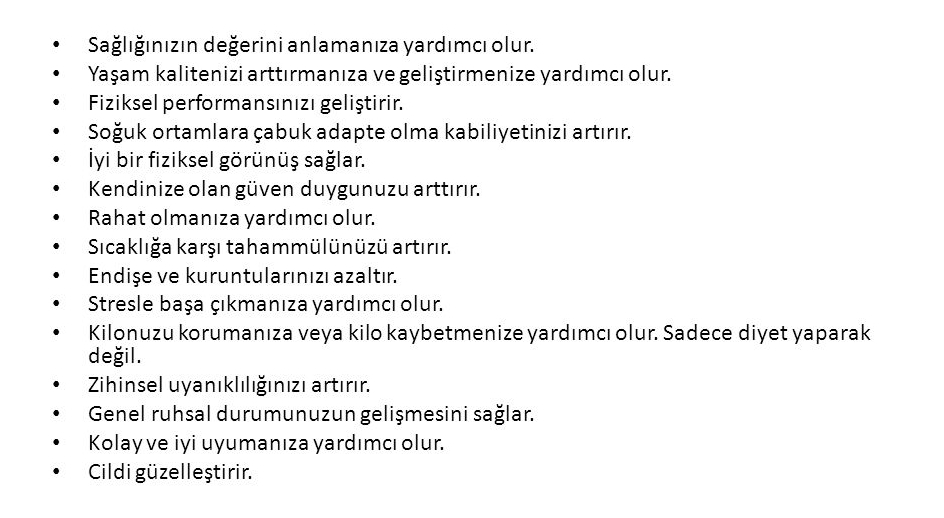 • Sağlığınızın değerini anlamanıza yardımcı olur.
• Yaşam kalitenizi arttırmanıza ve geliştirmenize yardımcı olur.
• Fiziksel performansınızı geliştirir.
• Soğuk ortamlara çabuk adapte olma kabiliyetinizi artırır.
• İyi bir fiziksel görünüş sağlar.
• Kendinize olan güven duygunuzu arttırır.
• Rahat olmanıza yardımcı olur.
• Sıcaklığa karşı tahammülünüzü artırır.
• Endişe ve kuruntularınızı azaltır.
• Stresle başa çıkmanıza yardımcı olur.
• Kilonuzu korumanıza veya kilo kaybetmenize yardımcı olur. Sadece diyet yaparak
değil.
• Zihinsel uyanıklılığınızı artırır.
• Genel ruhsal durumunuzun gelişmesini sağlar.
• Kolay ve iyi uyumanıza yardımcı olur.
• Cildi güzelleştirir.